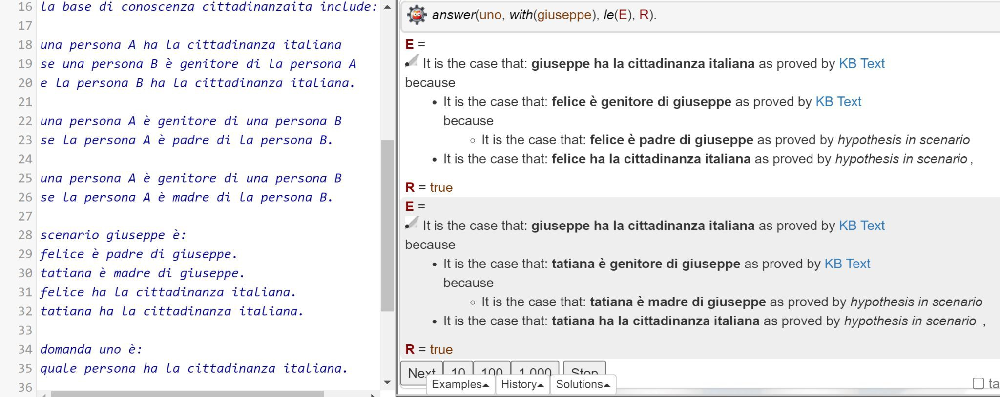 16 la base di conoscenza cittadinanzaita include:
17
18 una persona A ha la cittadinanza italiana
19 se una persona B è genitore di la persona A
20 e la persona B ha la cittadinanza italiana.
21
22 una persona A è genitore di una persona B
23 se la persona A è padre di la persona B.
24
25 una persona A è genitore di una persona B
26 se la persona A è madre di la persona B.
27
28 scenario giuseppe è:
29 felice è padre di giuseppe.
30 tatiana è madre di giuseppe.
31 felice ha la cittadinanza italiana.
32 tatiana ha la cittadinanza italiana.
33
34 domanda uno è:
35 quale persona ha la cittadinanza italiana.
36
answer(uno, with(giuseppe), le(E), R).
E =
It is the case that: giuseppe ha la cittadinanza italiana as proved by KB Text
because
• It is the case that: felice è genitore di giuseppe as proved by KB Text
because
◦ It is the case that: felice è padre di giuseppe as proved by hypothesis in scenario
• It is the case that: felice ha la cittadinanza italiana as proved by hypothesis in scenario ,
R = true
E =
It is the case that: giuseppe ha la cittadinanza italiana as proved by KB Text
because
• It is the case that: tatiana è genitore di giuseppe as proved by KB Text
because
◦ It is the case that: tatiana è madre di giuseppe as proved by hypothesis in scenario
• It is the case that: tatiana ha la cittadinanza italiana as proved by hypothesis in scenario ,
R = true
Next 10 100 1,000 Stop
Examples History Solutions ta